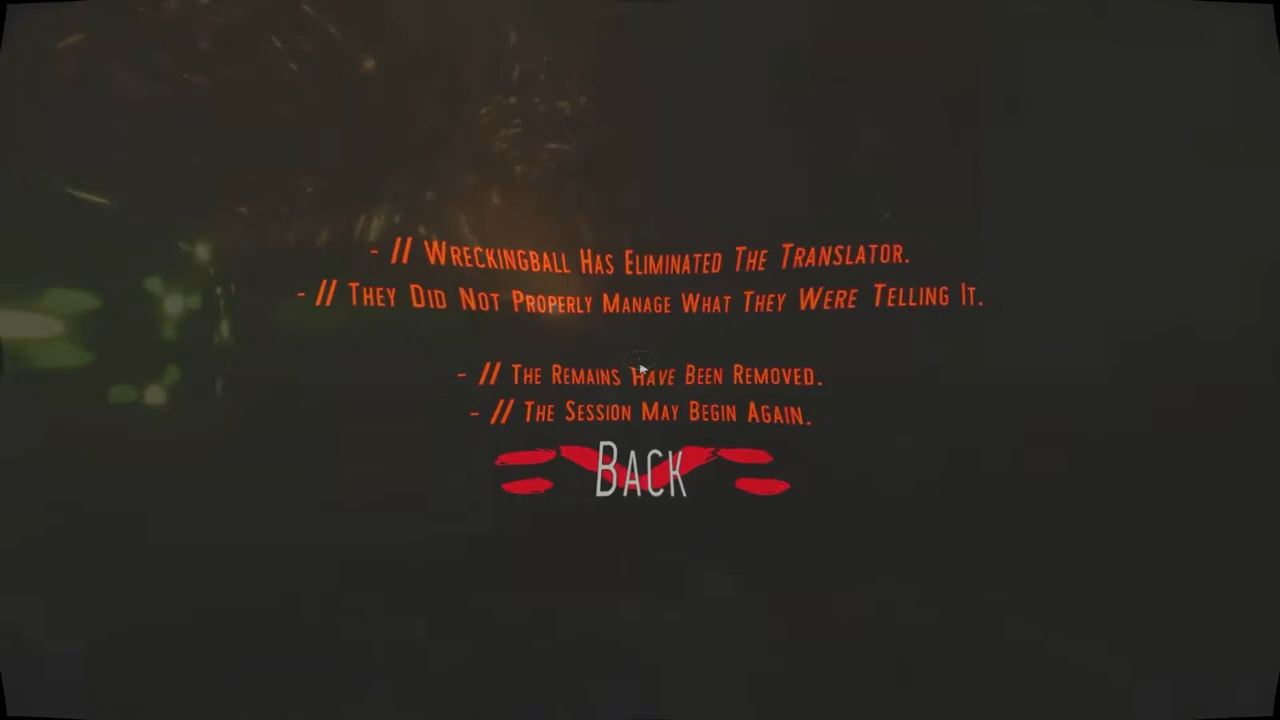 - // Wreckingball Has Eliminated The Translator.
- // They Did Not Properly Manage What They Were Telling It.
- // The Remains Have Been Removed.
- // The Session May Begin Again.
Back